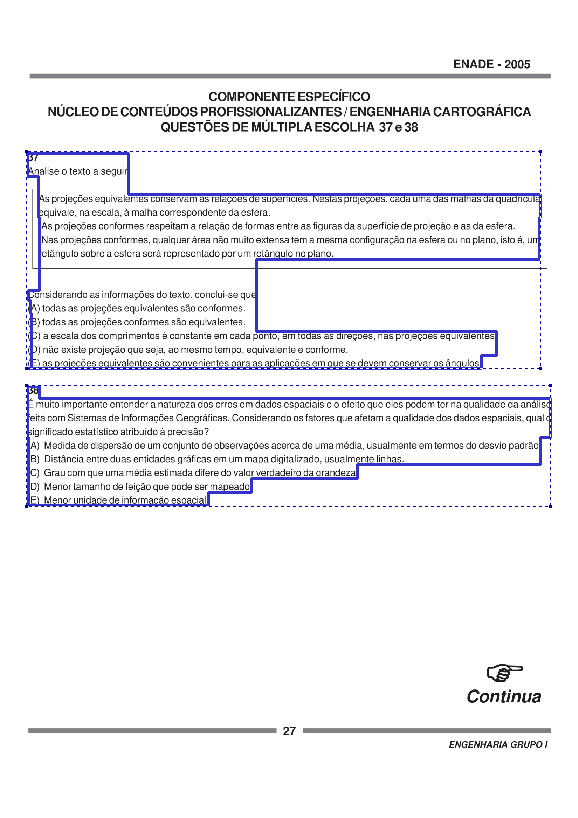 ENADE - 2005
COMPONENTE ESPECÍFICO
NÚCLEO DE CONTEÚDOS PROFISSIONALIZANTES / ENGENHARIA CARTOGRÁFICA
QUESTÕES DE MÚLTIPLA ESCOLHA 37 e 38
37
Analise o texto a seguir
As projeções equivalentes conservam as relações de superfícies. Nestas projeções, cada uma das malhas da quadrícula
equivale, na escala, à malha correspondente da esfera.
As projeções conformes respeitam a relação de formas entre as figuras da superfície de projeção e as da esfera.
Nas projeções conformes, qualquer área não muito extensa tem a mesma configuração na esfera ou no plano, isto é, um
retângulo sobre a esfera será representado por um retângulo no plano.
Considerando as informações do texto, conclui-se que
(A) todas as projeções equivalentes são conformes.
(B) todas as projeções conformes são equivalentes.
(C) a escala dos comprimentos é constante em cada ponto, em todas as direções, nas projeções equivalentes
(D) não existe projeção que seja, ao mesmo tempo, equivalente e conforme.
(E) as projeções equivalentes são convenientes para as aplicações em que se devem conservar os ângulos
38
É muito importante entender a natureza dos erros em dados espaciais e o efeito que eles podem ter na qualidade da análise
feita com Sistemas de Informações Geográficas. Considerando os fatores que afetam a qualidade dos dados espaciais, qual o
significado estatístico atribuído à precisão?
(A) Medida de dispersão de um conjunto de observações acerca de uma média, usualmente em termos do desvio padrão
(B) Distância entre duas entidades gráficas em um mapa digitalizado, usualmente linhas.
(C) Grau com que uma média estimada difere do valor verdadeiro da grandeza
(D) Menor tamanho de feição que pode ser mapeado
(E) Menor unidade de informação espacial
Continua
27
ENGENHARIA GRUPO I